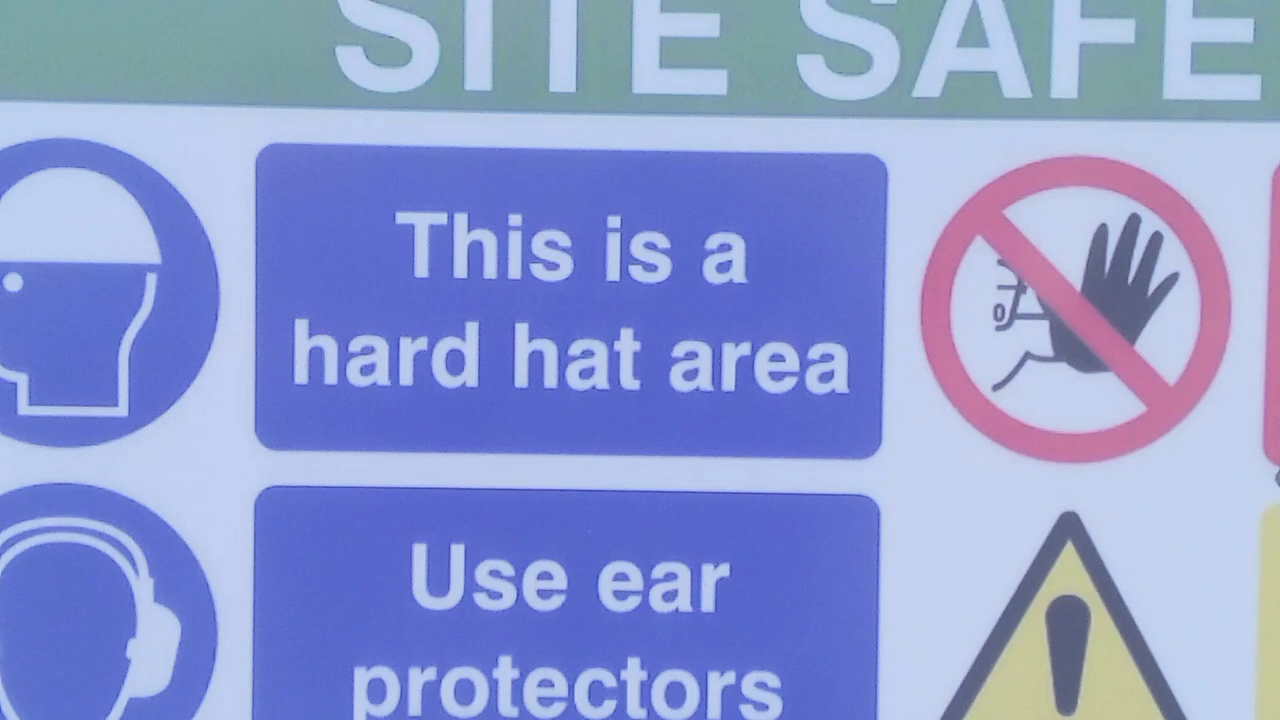 SITE SAFE
This is a
hard hat area
Use ear
protectors